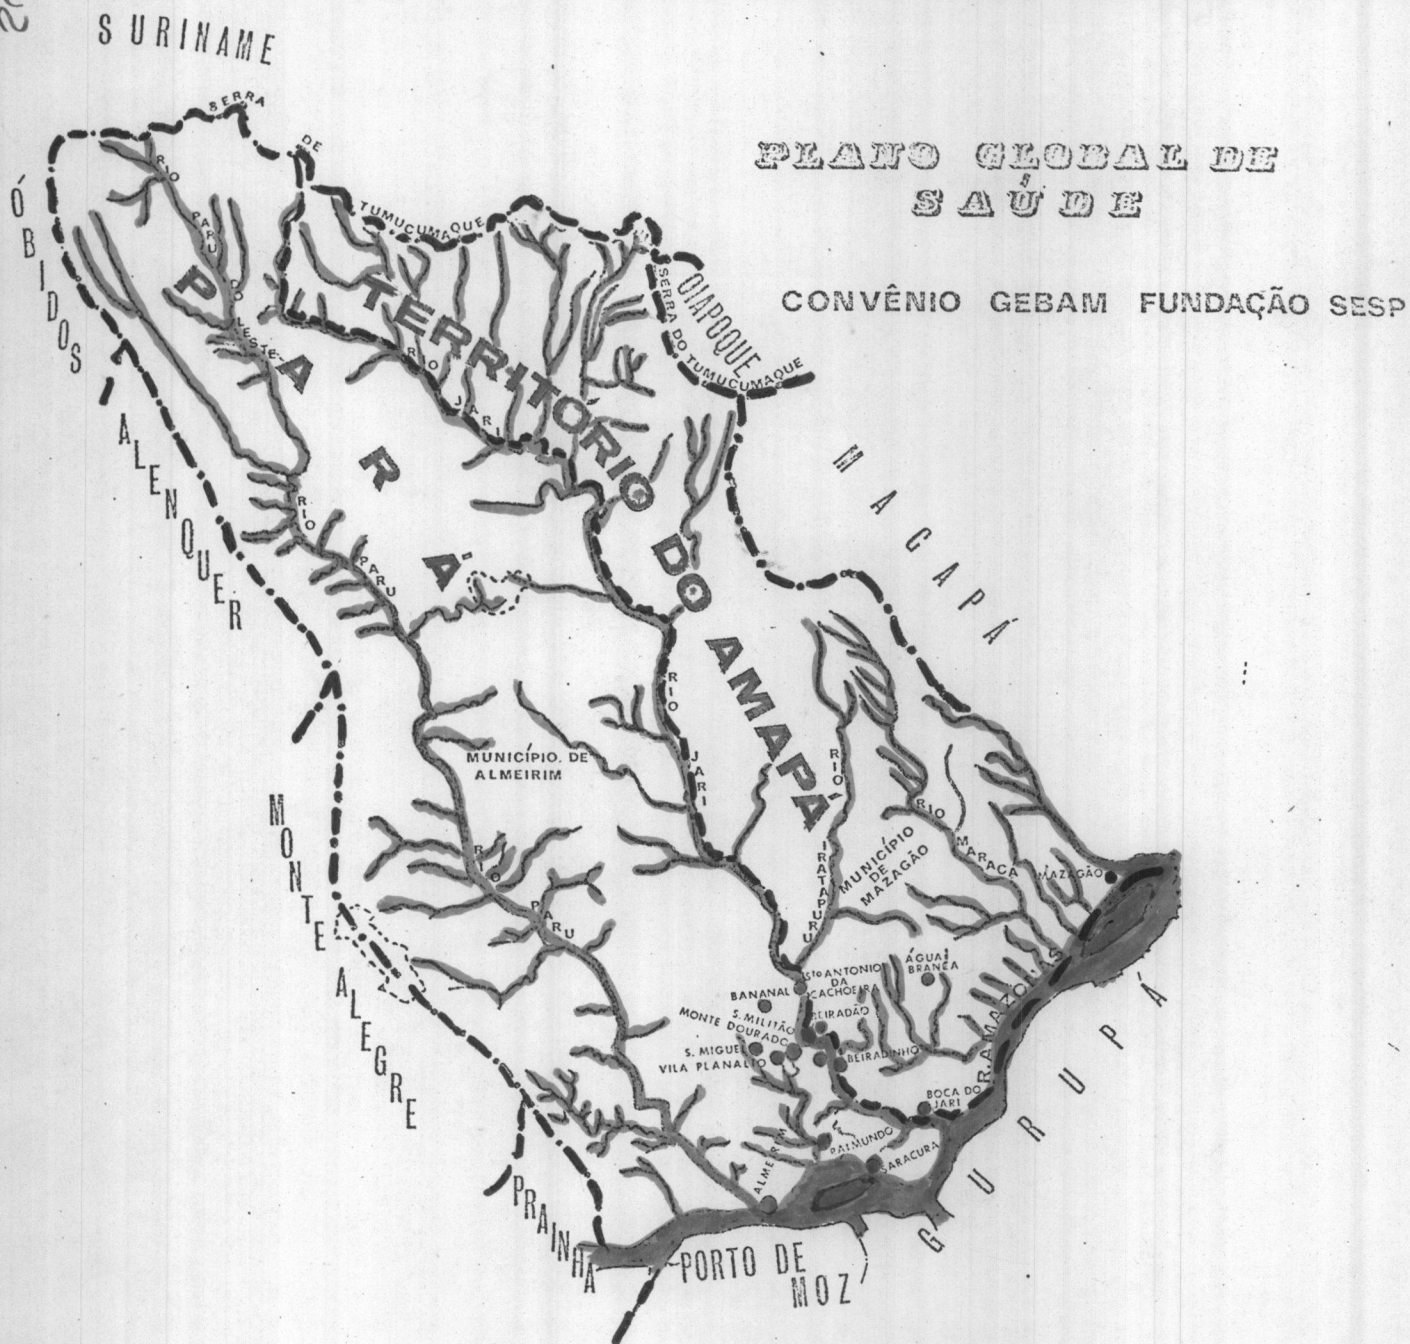 SURINAME
SERRA
DE
TUMUCUMAQUE
PLANO GLOBAL DE
SAÚDE
CONVÊNIO GEBAM FUNDAÇÃO SESP
ÓBIDOS
RIO
PARU
DO
LESTE
OIAPOQUE
SERRA DO TUMUCUMAQUE
PARÁ
TERRITÓRIO DO AMAPÁ
RIO
JARI
ALENQUER
MACAPÁ
RIO
PARU
RIO
JARI
MUNICÍPIO. DE
ALMEIRIM
RIO
IRATAPURU
RIO
MARACA
MUNICÍPIO
DE
MAZAGÃO
MAZAGÃO
MONTE
ALEGRE
RIO
PARU
Sto ANTONIO
DA
CACHOEIRA
ÁGUA
BRANCA
BANANAL
S. MILITÃO
BEIRADÃO
MONTE DOURADO
S. MIGUEL
BEIRADINHO
VILA PLANALTO
R. AMAZONAS
BOCA DO
JARI
GURUPÁ
RAIMUNDO
SARACURA
ALMEIRIM
PRAINHA
PORTO DE
MOZ